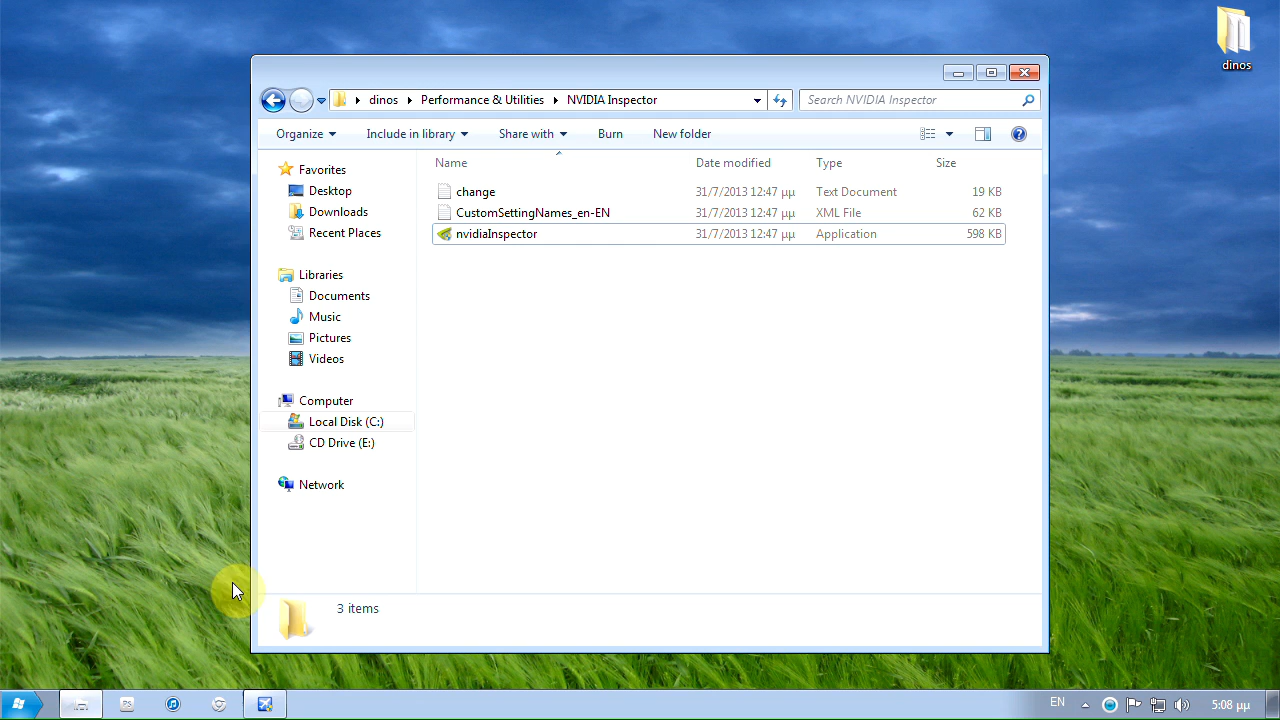 dinos
dinos Performance & Utilities NVIDIA Inspector
Search NVIDIA Inspector
Organize Include in library Share with Burn New folder
Name Date modified Type Size
change 31/7/2013 12:47 μμ Text Document 19 KB
CustomSettingNames_en-EN 31/7/2013 12:47 μμ XML File 62 KB
nvidiaInspector 31/7/2013 12:47 μμ Application 598 KB
Favorites
Desktop
Downloads
Recent Places
Libraries
Documents
Music
Pictures
Videos
Computer
Local Disk (C:)
CD Drive (E:)
Network
3 items
PS
EN
5:08 μμ